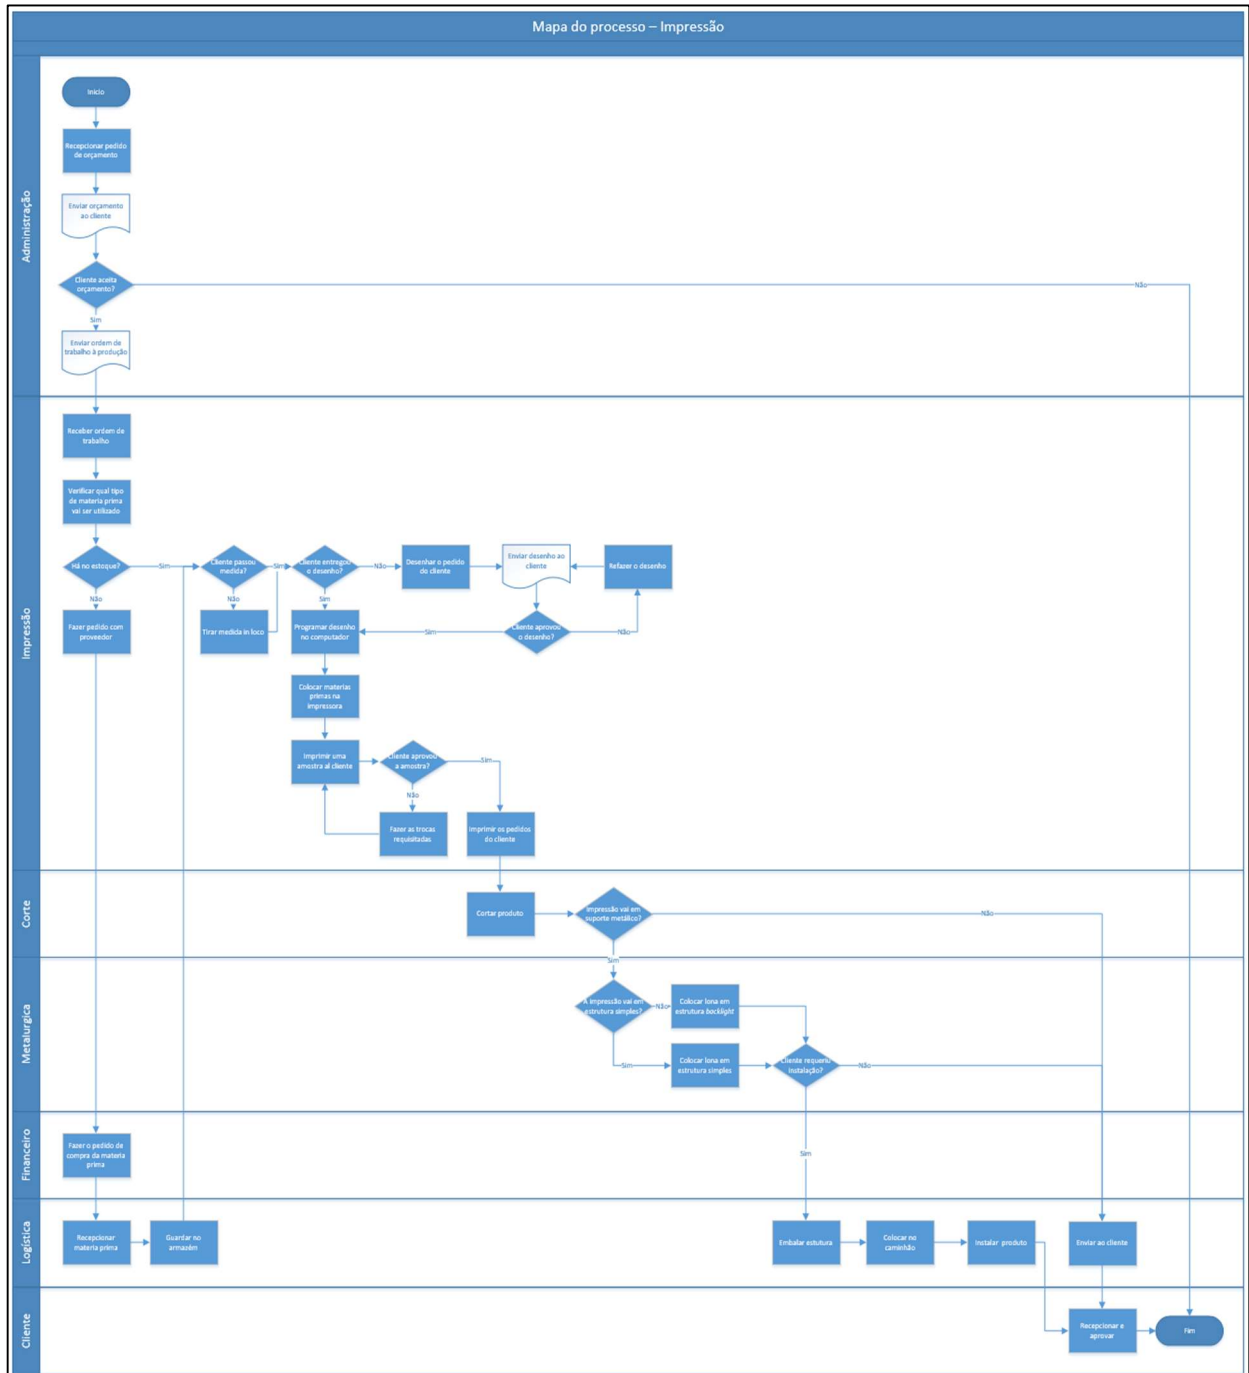 Mapa do processo – Impressão
Administração
Início
Recepcionar pedido
de orçamento
Enviar orçamento
ao cliente
Cliente aceita
orçamento?
Não
Sim
Enviar ordem de
trabalho à produção
Impressão
Receber ordem de
trabalho
Verificar qual tipo
de materia prima
vai ser utilizado
Há no estoque?
Sim
Cliente passou
medida?
Sim
Cliente entregou
o desenho?
Não
Desenhar o pedido
do cliente
Enviar desenho ao
cliente
Refazer o desenho
Não
Não
Sim
Fazer pedido com
proveedor
Tirar medida in loco
Programar desenho
no computador
Sim
Cliente aprovou
o desenho?
Não
Colocar materias
primas na
impressora
Imprimir uma
amostra al cliente
Cliente aprovou
a amostra?
Sim
Não
Fazer as trocas
requisitadas
Imprimir os pedidos
do cliente
Corte
Cortar produto
Impressão vai em
suporte metálico?
Não
Sim
Metalurgica
A impressão vai em
estrutura simples?
Não
Colocar lona em
estrutura backlight
Sim
Colocar lona em
estrutura simples
Cliente requeriu
instalação?
Não
Sim
Financeiro
Fazer o pedido de
compra da materia
prima
Logística
Recepcionar
materia prima
Guardar no
armazém
Embalar estutura
Colocar no
caminhão
Instalar produto
Enviar ao cliente
Cliente
Recepcionar e
aprovar
Fim